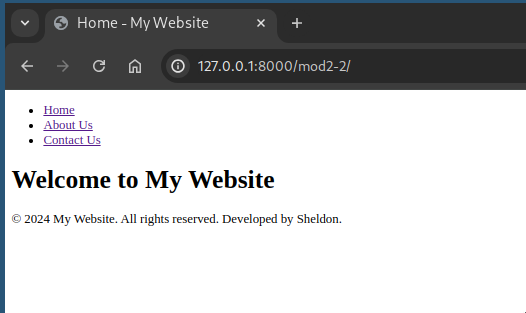 Home - My Website
127.0.0.1:8000/mod2-2/
Home
About Us
Contact Us
Welcome to My Website
© 2024 My Website. All rights reserved. Developed by Sheldon.